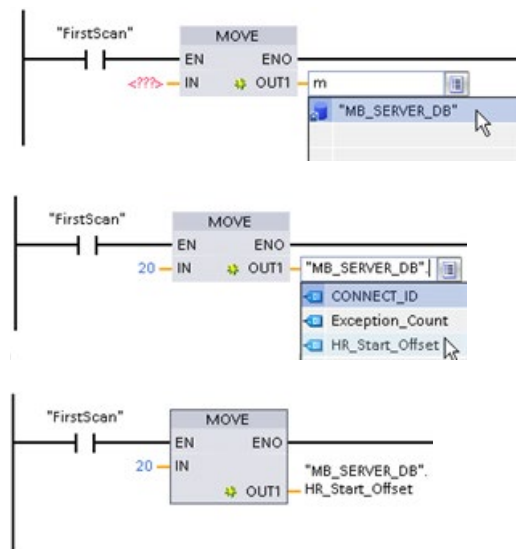 "FirstScan"
MOVE
EN ENO
<???> IN OUT1 m
"MB_SERVER_DB"
"FirstScan"
MOVE
EN ENO
20 IN OUT1 "MB_SERVER_DB".
CONNECT_ID
Exception_Count
HR_Start_Offset
"FirstScan"
MOVE
EN ENO
20 IN
"MB_SERVER_DB".
OUT1 HR_Start_Offset